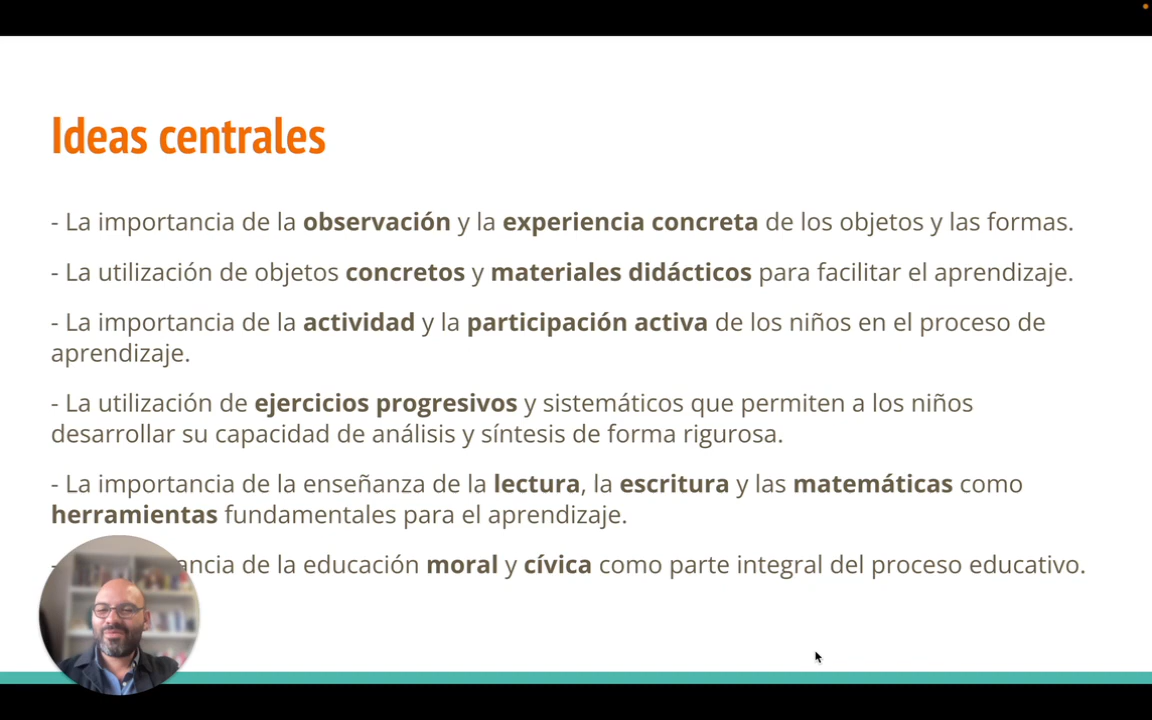 Ideas centrales
- La importancia de la observación y la experiencia concreta de los objetos y las formas.
- La utilización de objetos concretos y materiales didácticos para facilitar el aprendizaje.
- La importancia de la actividad y la participación activa de los niños en el proceso de
aprendizaje.
- La utilización de ejercicios progresivos y sistemáticos que permiten a los niños
desarrollar su capacidad de análisis y síntesis de forma rigurosa.
- La importancia de la enseñanza de la lectura, la escritura y las matemáticas como
herramientas fundamentales para el aprendizaje.
de la educación moral y cívica como parte integral del proceso educativo.